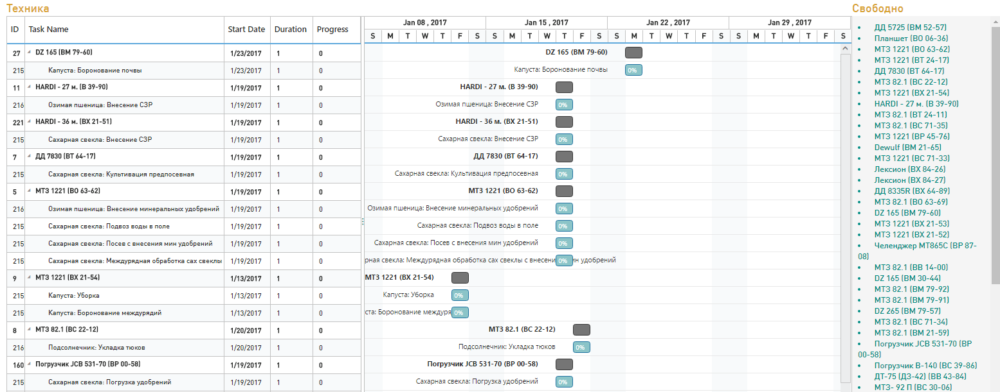 Техника
ID Task Name Start Date Duration Progress
27 DZ 165 (ВМ 79-60) 1/23/2017 1 0
215 Капуста: Боронование почвы 1/23/2017 1 0
11 HARDI - 27 м. (В 39-90) 1/19/2017 1 0
216 Озимая пшеница: Внесение СЗР 1/19/2017 1 0
221 HARDI - 36 м. (ВХ 21-51) 1/19/2017 1 0
215 Сахарная свекла: Внесение СЗР 1/19/2017 1 0
7 ДД 7830 (ВТ 64-17) 1/19/2017 1 0
215 Сахарная свекла: Культивация предпосевная 1/19/2017 1 0
5 МТЗ 1221 (ВО 63-62) 1/19/2017 1 0
216 Озимая пшеница: Внесение минеральных удобрений 1/19/2017 1 0
215 Сахарная свекла: Подвоз воды в поле 1/19/2017 1 0
215 Сахарная свекла: Посев с внесения мин удобрений 1/19/2017 1 0
215 Сахарная свекла: Междурядная обработка сах свеклы 1/19/2017 1 0
9 МТЗ 1221 (ВХ 21-54) 1/13/2017 1 0
215 Капуста: Уборка 1/13/2017 1 0
215 Капуста: Боронование междурядий 1/13/2017 1 0
8 МТЗ 82.1 (ВС 22-12) 1/20/2017 1 0
216 Подсолнечник: Укладка тюков 1/20/2017 1 0
160 Погрузчик JCB 531-70 (ВР 00-58) 1/19/2017 1 0
215 Сахарная свекла: Погрузка удобрений 1/19/2017 1 0
Jan 08 , 2017 Jan 15 , 2017 Jan 22 , 2017 Jan 29 , 2017
S M T W T F S S M T W T F S S M T W T F S S M T W T F S
DZ 165 (ВМ 79-60)
Капуста: Боронование почвы 0%
HARDI - 27 м. (В 39-90)
Озимая пшеница: Внесение СЗР 0%
HARDI - 36 м. (ВХ 21-51)
Сахарная свекла: Внесение СЗР 0%
ДД 7830 (ВТ 64-17)
Сахарная свекла: Культивация предпосевная 0%
МТЗ 1221 (ВО 63-62)
Озимая пшеница: Внесение минеральных удобрений 0%
Сахарная свекла: Подвоз воды в поле 0%
Сахарная свекла: Посев с внесения мин удобрений 0%
рная свекла: Междурядная обработка сах свеклы с внесени 0% ин удобрений
МТЗ 1221 (ВХ 21-54)
Капуста: Уборка 0%
ста: Боронование междуря 0%
МТЗ 82.1 (ВС 22-12)
Подсолнечник: Укладка тюков 0%
Погрузчик JCB 531-70 (ВР 00-58)
Сахарная свекла: Погрузка удобрений 0%
Свободно
• ДД 5725 (ВМ 52-57)
• Планшет (ВО 06-36)
• МТЗ 1221 (ВО 63-62)
• МТЗ 1221 (ВТ 24-17)
• ДД 7830 (ВТ 64-17)
• МТЗ 82.1 (ВС 22-12)
• МТЗ 1221 (ВХ 21-54)
• HARDI - 27 м. (В 39-90)
• МТЗ 82.1 (ВТ 24-11)
• МТЗ 82.1 (ВС 71-35)
• МТЗ 1221 (ВР 45-76)
• Dewulf (ВМ 21-65)
• МТЗ 1221 (ВС 71-33)
• Лексион (ВХ 84-26)
• Лексион (ВХ 84-27)
• ДД 8335R (ВХ 64-89)
• МТЗ 82.1 (ВО 63-69)
• DZ 165 (ВМ 79-60)
• МТЗ 1221 (ВХ 21-53)
• МТЗ 1221 (ВХ 21-52)
• Челенджер МТ865С (ВР 87-
08)
• МТЗ 82.1 (ВВ 14-00)
• DZ 165 (ВМ 30-44)
• МТЗ 82.1 (ВМ 79-92)
• МТЗ 82.1 (ВМ 79-91)
• DZ 265 (ВМ 79-57)
• МТЗ 82.1 (ВС 71-34)
• МТЗ 82.1 (ВМ 21-59)
• Погрузчик JCB 531-70 (ВР
00-58)
• Погрузчик В-140 (ВС 39-86)
• ДТ-75 (ДЗ-42) (ВВ 43-84)
• МТЗ- 92 П (ВС 30-06)